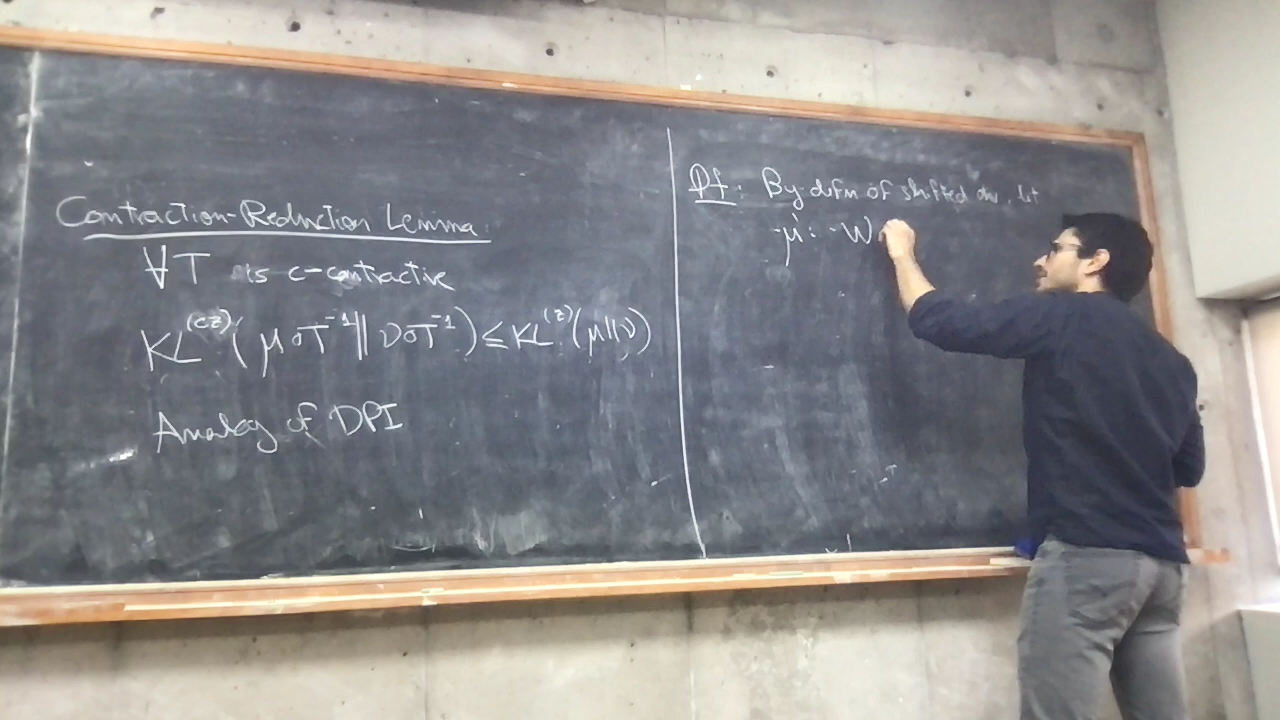 Contraction-Reduction Lemma:
∀T is c-contractive
KL^(cz)(μ∘T^-1 || ν∘T^-1) ≤ KL^(z)(μ||ν)
Analog of DPI
Pf: By defn of shifted div, let
- μ': - W